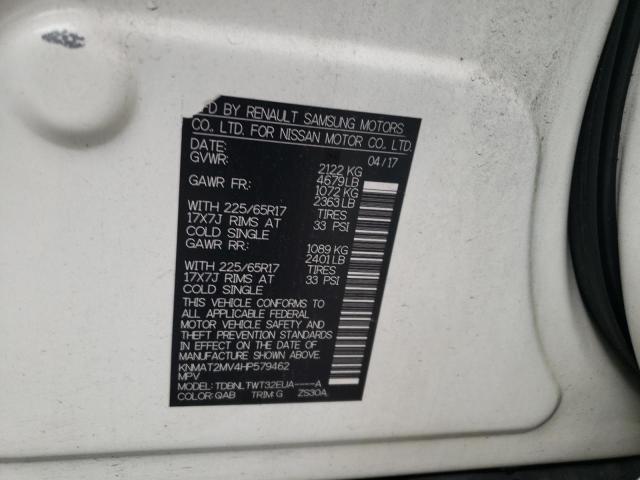 FD BY RENAULT SAMSUNG MOTORS
CO., LTD. FOR NISSAN MOTOR CO., LTD.
DATE: 04/17
GVWR: 2122 KG
4679 LB
GAWR FR: 1072 KG
2363 LB
WITH 225/65R17 TIRES
17X7J RIMS AT 33 PSI
COLD SINGLE
GAWR RR: 1089 KG
2401 LB
WITH 225/65R17 TIRES
17X7J RIMS AT 33 PSI
COLD SINGLE
THIS VEHICLE CONFORMS TO
ALL APPLICABLE FEDERAL
MOTOR VEHICLE SAFETY AND
THEFT PREVENTION STANDARDS
IN EFFECT ON THE DATE OF
MANUFACTURE SHOWN ABOVE.
KNMAT2MV4HP579462
MPV
MODEL: TDBNLTWT32EUA----A
COLOR: QAB TRIM: G ZS30A